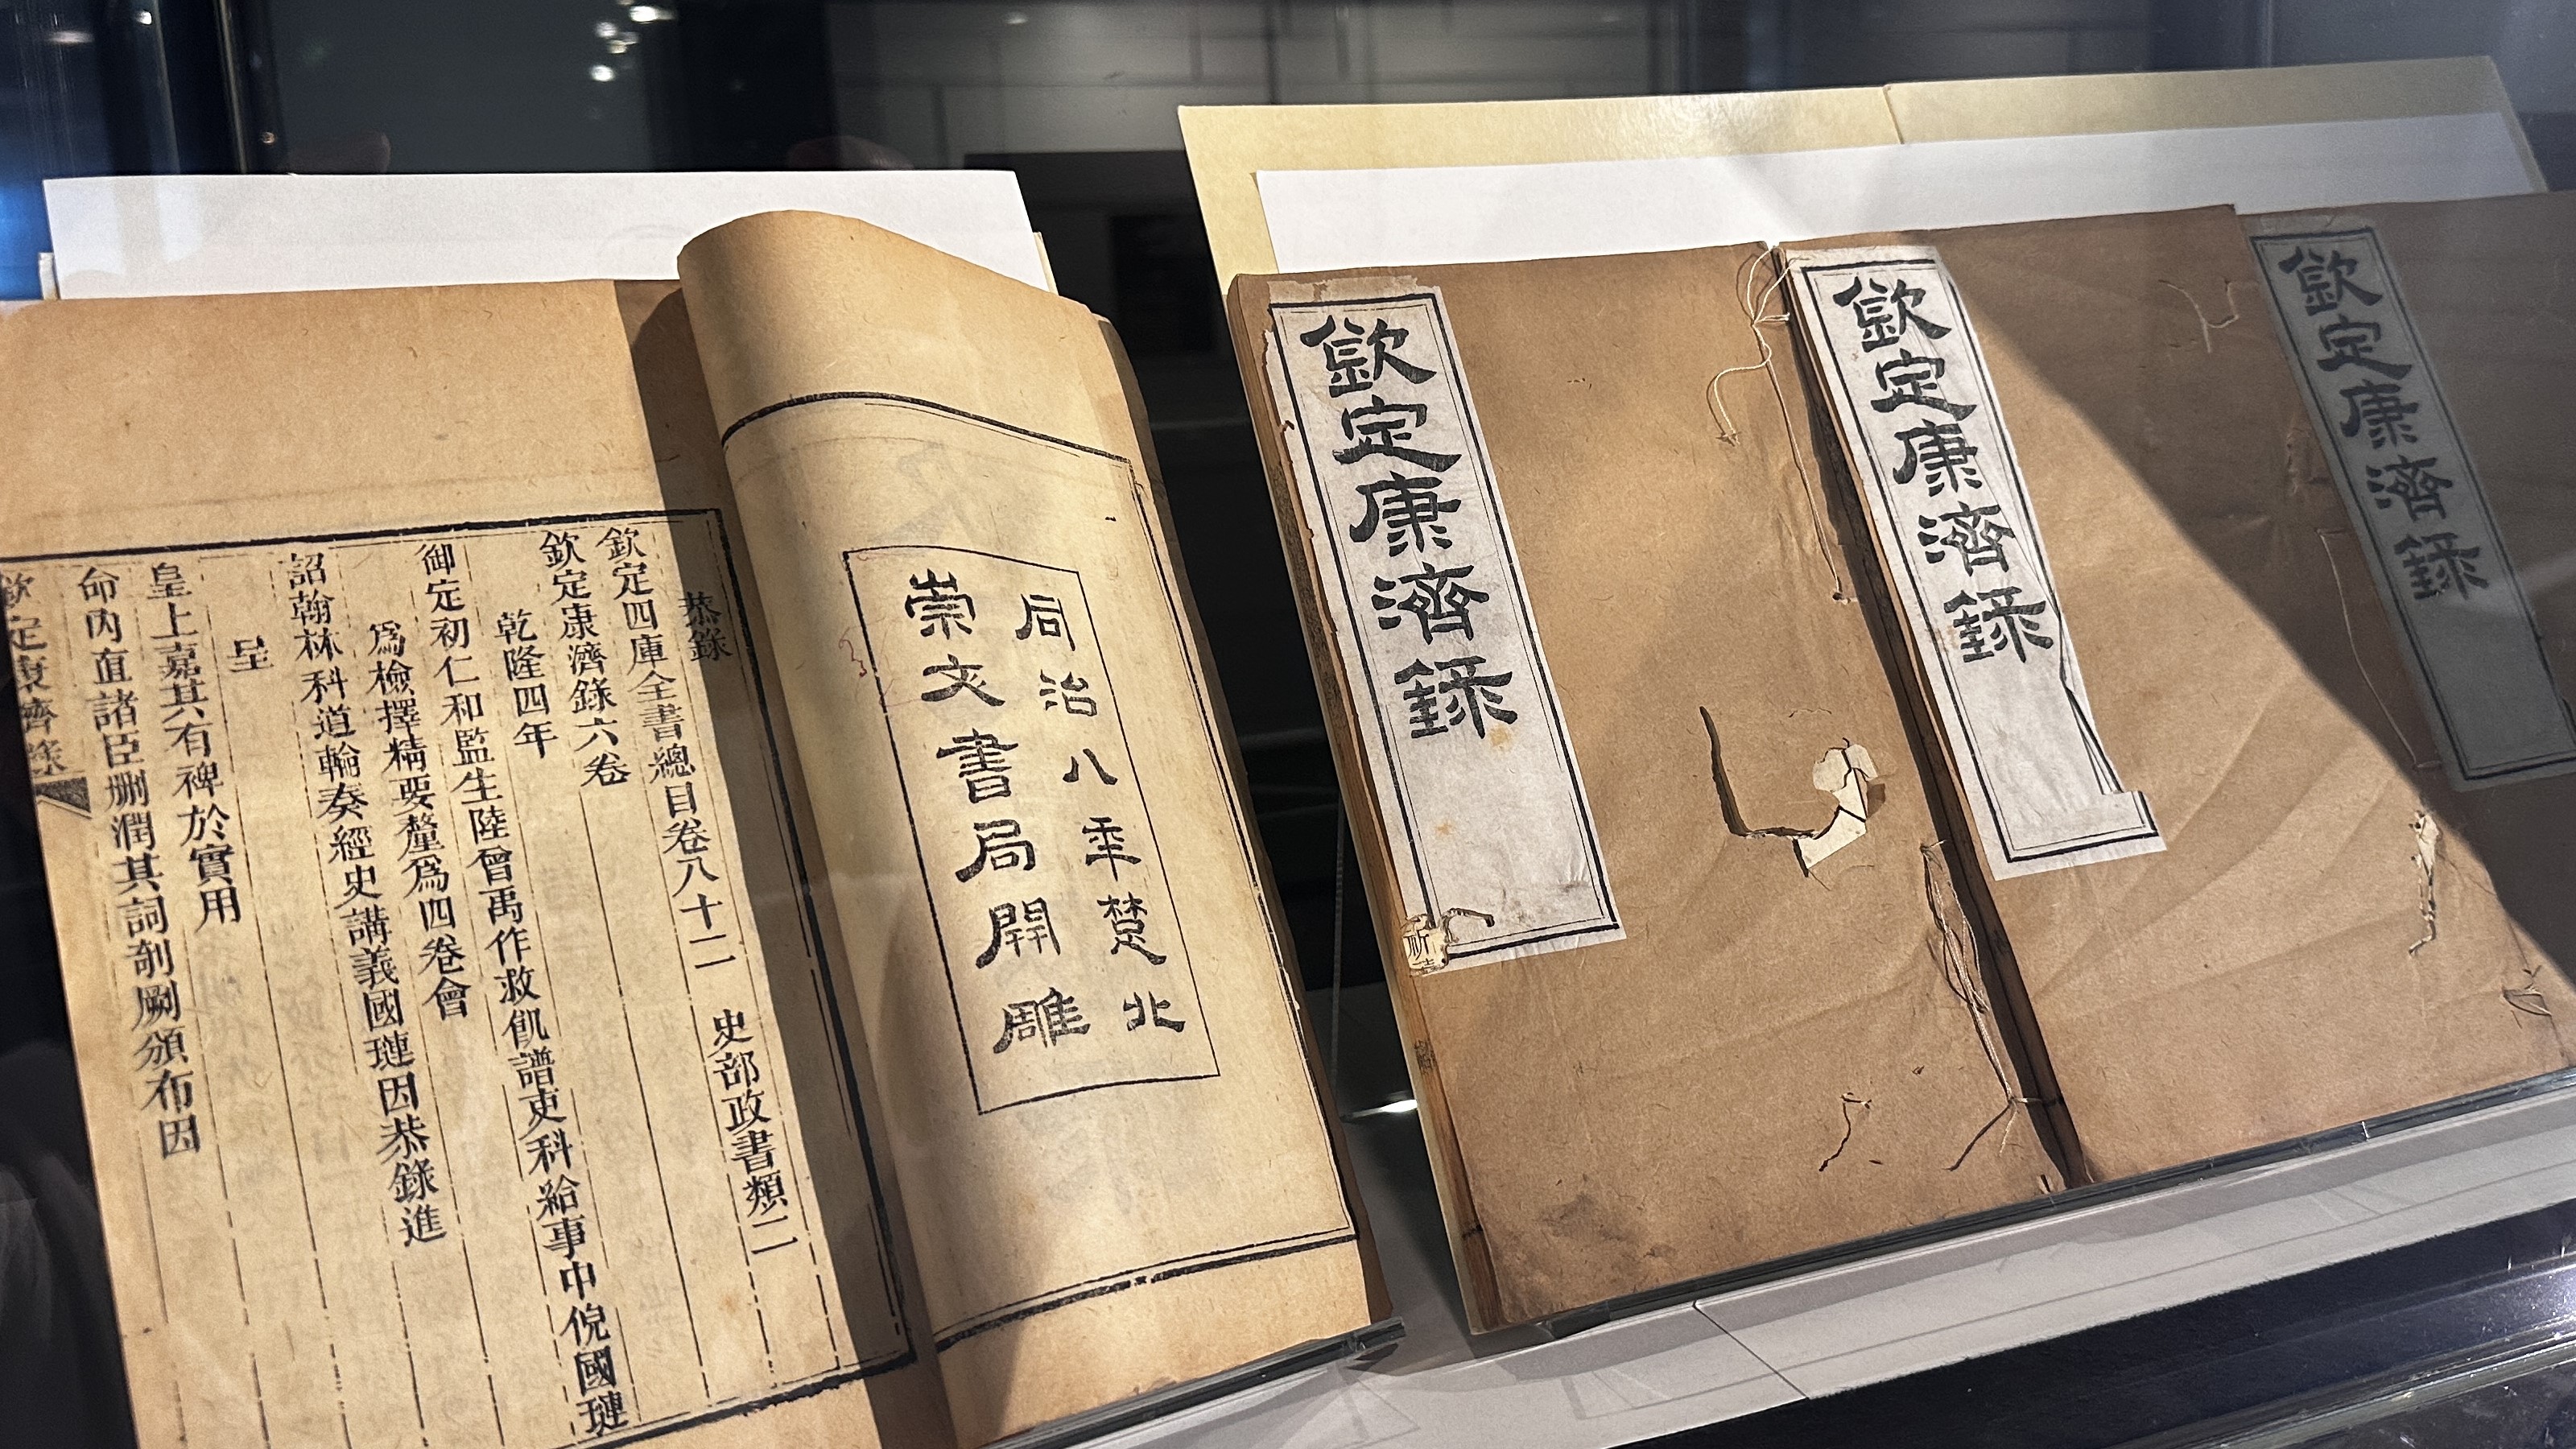 同治八年楚北
崇文書局開雕
恭錄
欽定四庫全書總目卷八十二 史部政書類二
欽定康濟錄六卷
乾隆四年
御定初仁和監生陸曾禹作救飢譜吏科給事中倪國璉
爲檢擇精要釐爲四卷會
詔翰林科道輪奏經史講義國璉因恭錄進
呈
皇上嘉其有裨於實用
命內直諸臣刪潤其詞剞劂頒布因
欽定康濟錄
欽定康濟錄
欽定康濟錄
欽定康濟錄